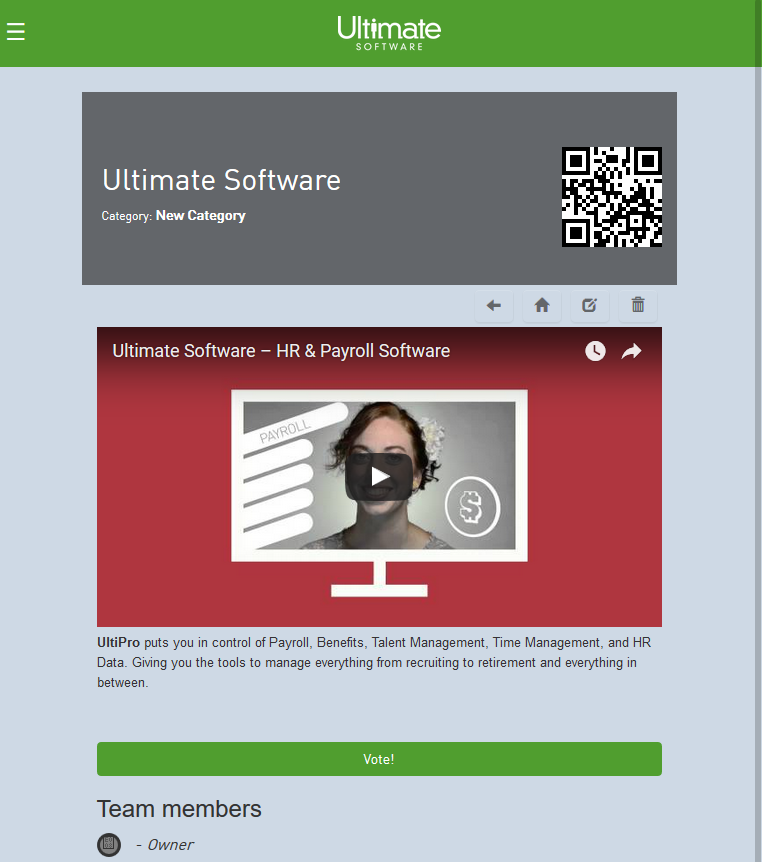 Ultimate
SOFTWARE
Ultimate Software
Category: New Category
Ultimate Software – HR & Payroll Software
PAYROLL
$
UltiPro puts you in control of Payroll, Benefits, Talent Management, Time Management, and HR
Data. Giving you the tools to manage everything from recruiting to retirement and everything in
between.
Vote!
Team members
- Owner